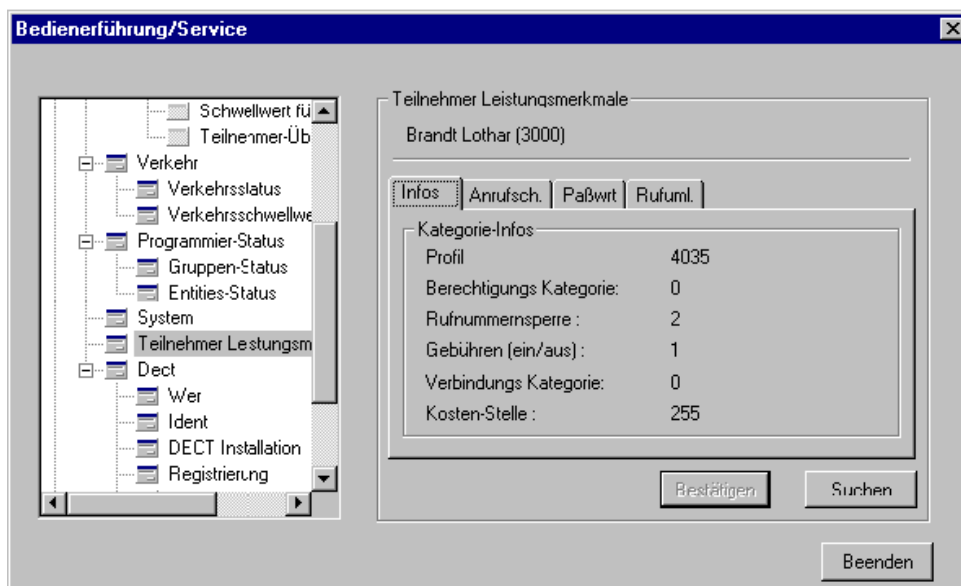 Bedienerführung/Service
Schwellwert fü
Teilnehmer-Üb
Verkehr
Verkehrsstatus
Verkehrsschwellwe
Programmier-Status
Gruppen-Status
Entities-Status
System
Teilnehmer Leistungsm
Dect
Wer
Ident
DECT Installation
Registrierung
Teilnehmer Leistungsmerkmale
Brandt Lothar (3000)
Infos Anrufsch. Paßwrt Rufuml.
Kategorie-Infos
Profil 4035
Berechtigungs Kategorie: 0
Rufnummernsperre : 2
Gebühren (ein/aus) : 1
Verbindungs Kategorie: 0
Kosten-Stelle : 255
Bestätigen Suchen
Beenden